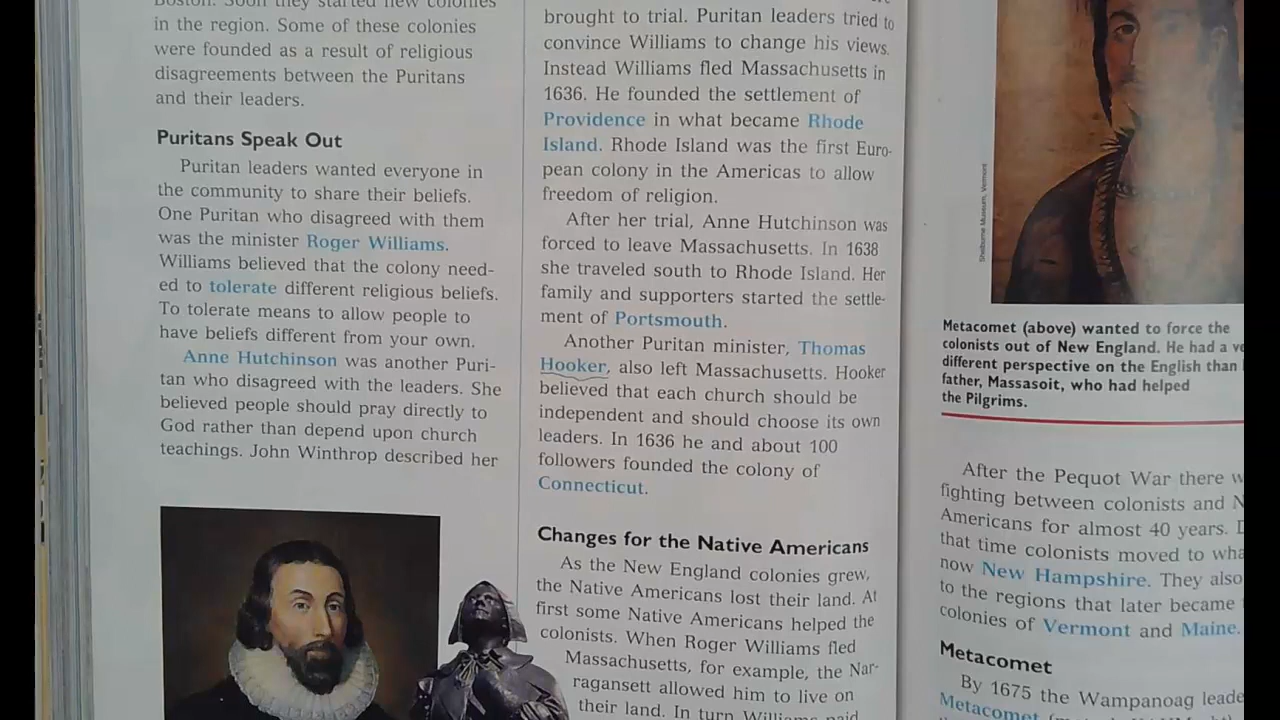 Boston. Soon they started new colonies
in the region. Some of these colonies
were founded as a result of religious
disagreements between the Puritans
and their leaders.
Puritans Speak Out
Puritan leaders wanted everyone in
the community to share their beliefs.
One Puritan who disagreed with them
was the minister Roger Williams.
Williams believed that the colony need-
ed to tolerate different religious beliefs.
To tolerate means to allow people to
have beliefs different from your own.
Anne Hutchinson was another Puri-
tan who disagreed with the leaders. She
believed people should pray directly to
God rather than depend upon church
teachings. John Winthrop described her
brought to trial. Puritan leaders tried to
convince Williams to change his views.
Instead Williams fled Massachusetts in
1636. He founded the settlement of
Providence in what became Rhode
Island. Rhode Island was the first Euro-
pean colony in the Americas to allow
freedom of religion.
After her trial, Anne Hutchinson was
forced to leave Massachusetts. In 1638
she traveled south to Rhode Island. Her
family and supporters started the settle-
ment of Portsmouth.
Another Puritan minister, Thomas
Hooker, also left Massachusetts. Hooker
believed that each church should be
independent and should choose its own
leaders. In 1636 he and about 100
followers founded the colony of
Connecticut.
Changes for the Native Americans
As the New England colonies grew,
the Native Americans lost their land. At
first some Native Americans helped the
colonists. When Roger Williams fled
Massachusetts, for example, the Nar-
ragansett allowed him to live on
their land. In turn Williams paid
Shelburne Museum, Vermont
Metacomet (above) wanted to force the
colonists out of New England. He had a
different perspective on the English than
father, Massasoit, who had helped
the Pilgrims.
After the Pequot War there
fighting between colonists and
Americans for almost 40 years.
that time colonists moved to
now New Hampshire. They also
to the regions that later became
colonies of Vermont and Maine.
Metacomet
By 1675 the Wampanoag
Metacomet